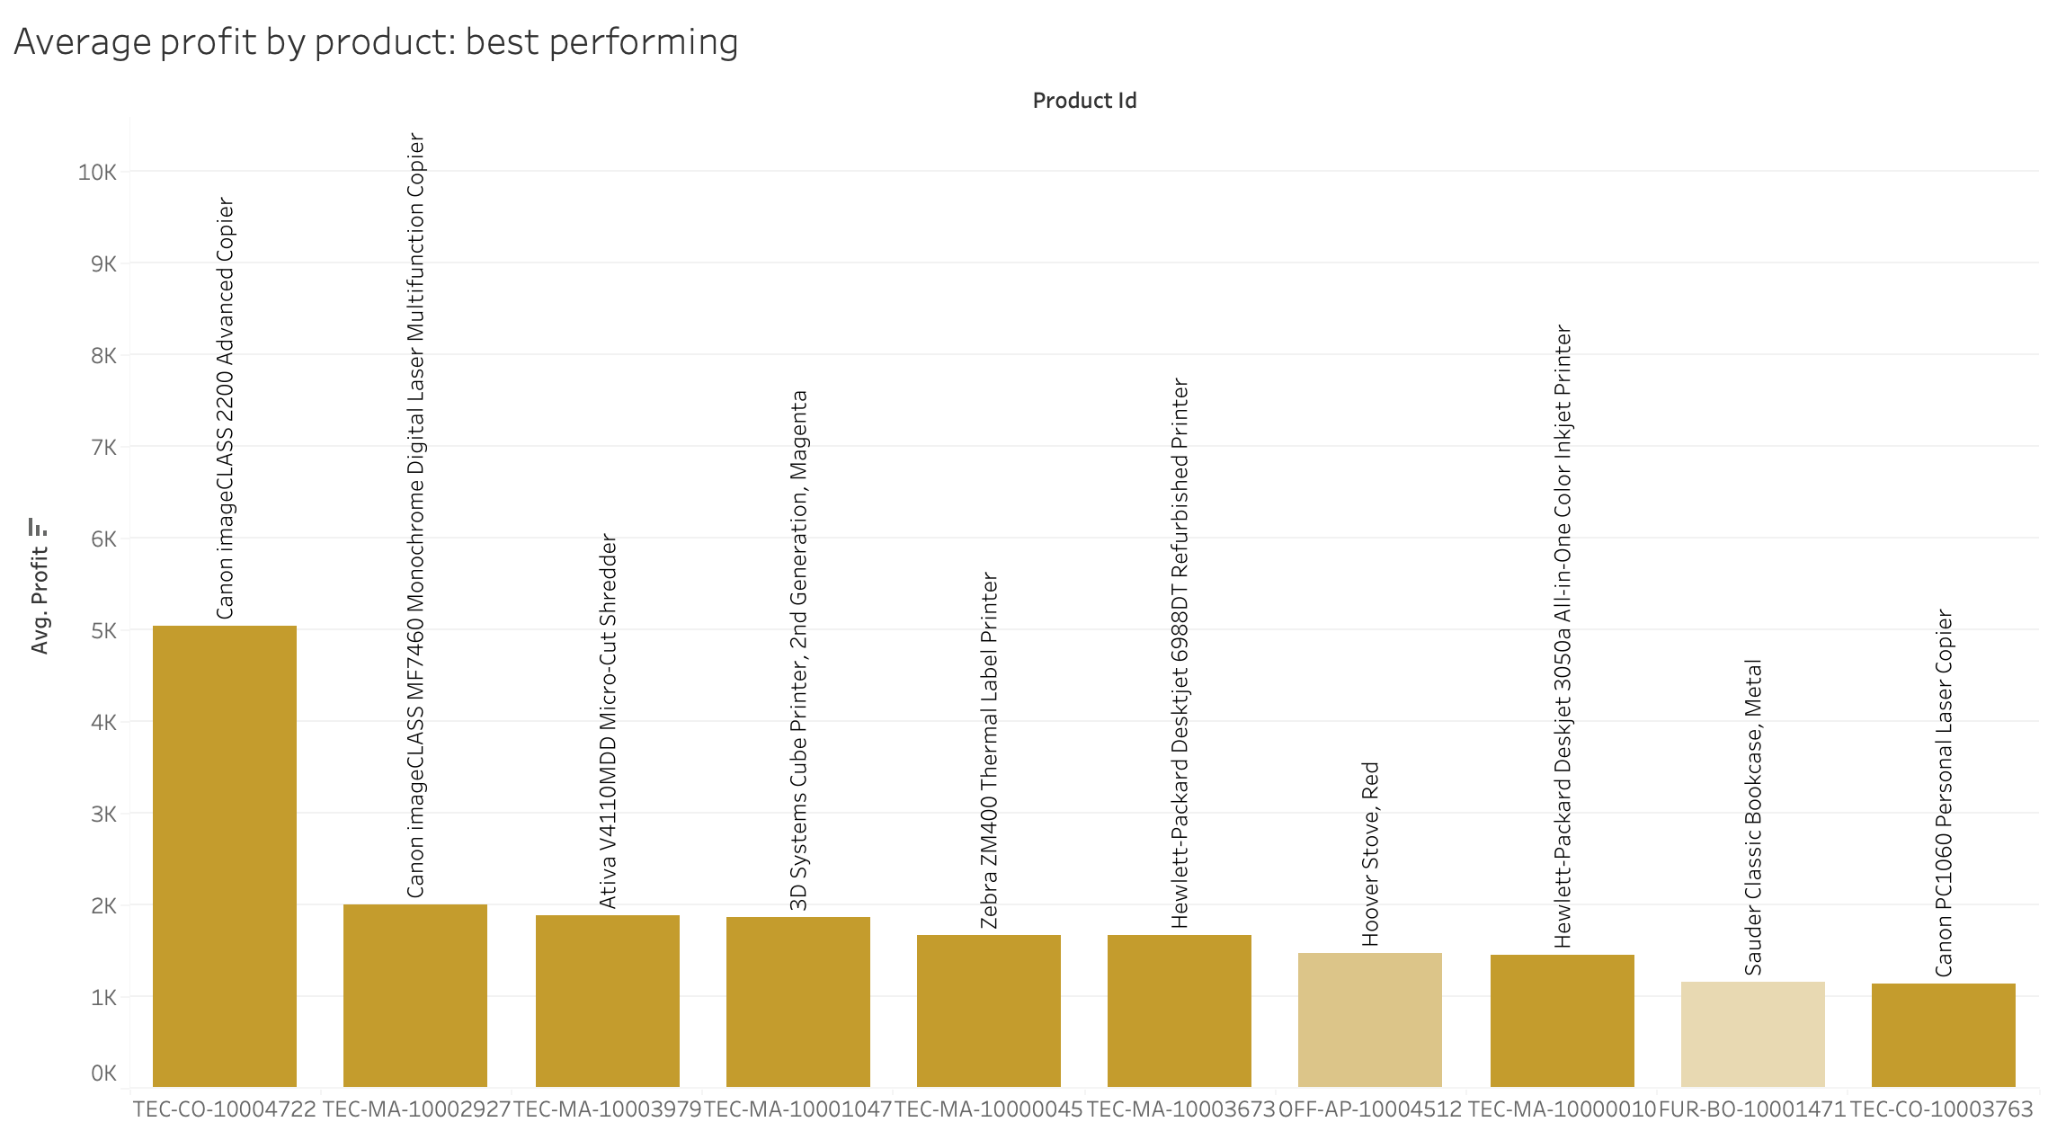 Average profit by product: best performing
Product Id
10K
9K
8K
7K
6K
5K
4K
3K
2K
1K
0K
Avg. Profit
Canon imageCLASS 2200 Advanced Copier
Canon imageCLASS MF7460 Monochrome Digital Laser Multifunction Copier
Ativa V4110MDD Micro-Cut Shredder
3D Systems Cube Printer, 2nd Generation, Magenta
Zebra ZM400 Thermal Label Printer
Hewlett-Packard Desktjet 6988DT Refurbished Printer
Hoover Stove, Red
Hewlett-Packard Deskjet 3050a All-in-One Color Inkjet Printer
Sauder Classic Bookcase, Metal
Canon PC1060 Personal Laser Copier
TEC-CO-10004722 TEC-MA-10002927 TEC-MA-10003979 TEC-MA-10001047 TEC-MA-10000045 TEC-MA-10003673 OFF-AP-10004512 TEC-MA-10000010 FUR-BO-10001471 TEC-CO-10003763